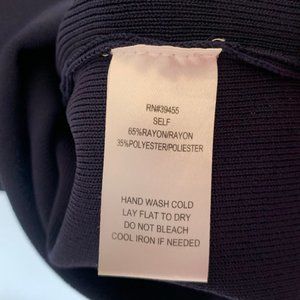 RN#39455
SELF
65%RAYON/RAYON
35%POLYESTER/POLIESTER
HAND WASH COLD
LAY FLAT TO DRY
DO NOT BLEACH
COOL IRON IF NEEDED